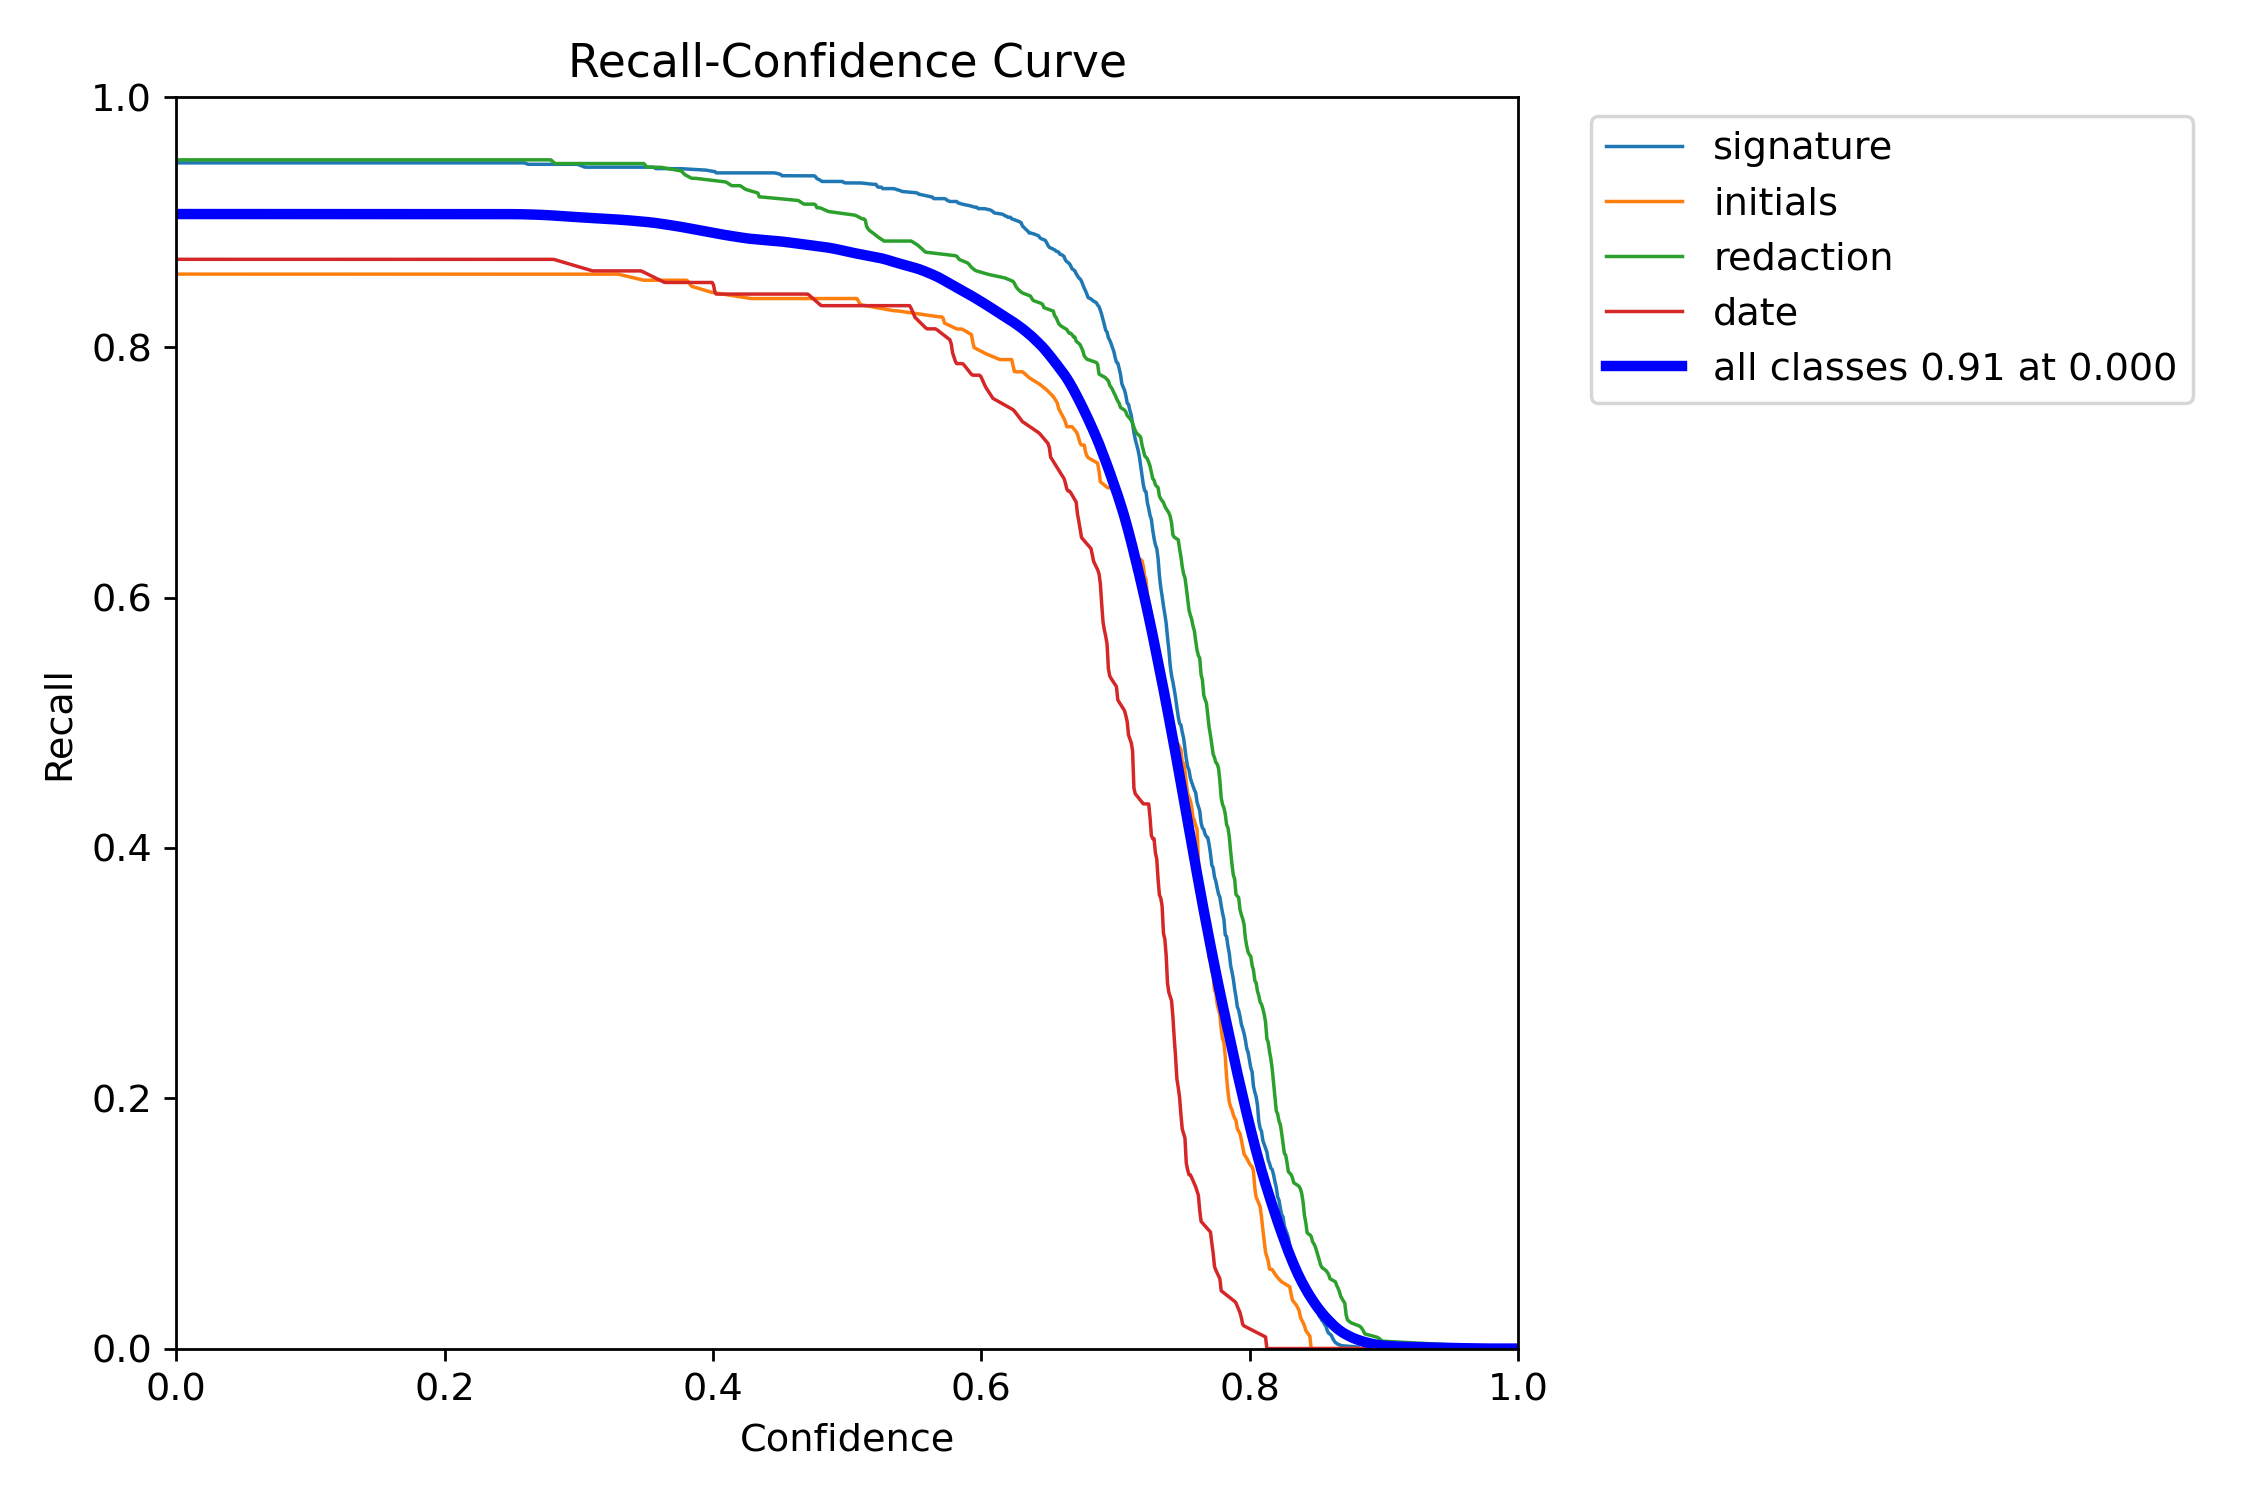 Recall-Confidence Curve
1.0
0.8
0.6
0.4
0.2
0.0
Recall
0.0 0.2 0.4 0.6 0.8 1.0
Confidence
signature
initials
redaction
date
all classes 0.91 at 0.000